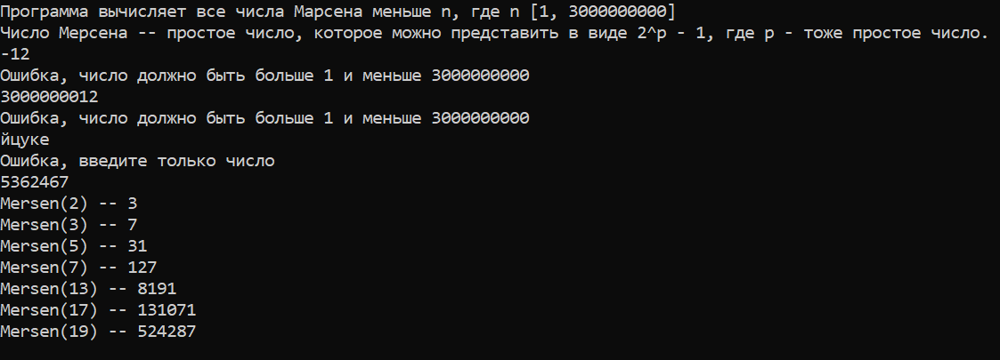 Программа вычисляет все числа Марсена меньше n, где n [1, 3000000000]
Число Мерсена -- простое число, которое можно представить в виде 2^p - 1, где p - тоже простое число.
-12
Ошибка, число должно быть больше 1 и меньше 3000000000
3000000012
Ошибка, число должно быть больше 1 и меньше 3000000000
йцуке
Ошибка, введите только число
5362467
Mersen(2) -- 3
Mersen(3) -- 7
Mersen(5) -- 31
Mersen(7) -- 127
Mersen(13) -- 8191
Mersen(17) -- 131071
Mersen(19) -- 524287